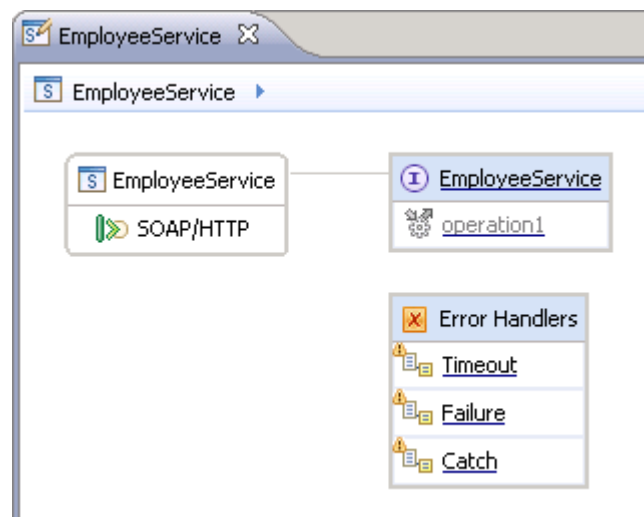 EmployeeService
EmployeeService
EmployeeService
SOAP/HTTP
EmployeeService
operation1
Error Handlers
Timeout
Failure
Catch